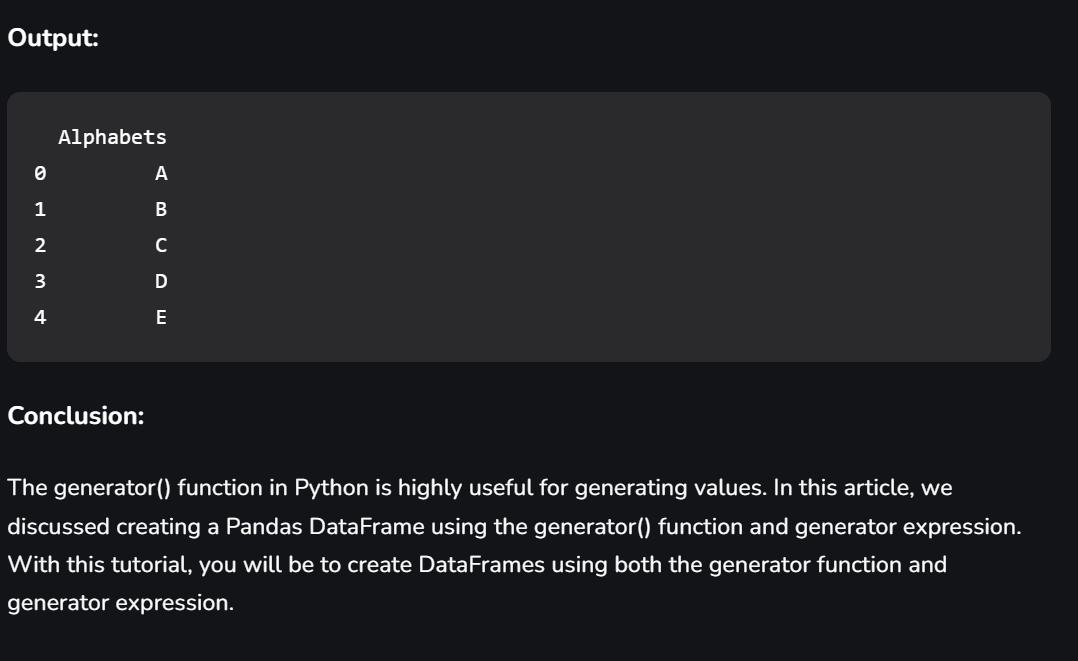 Output:
  Alphabets
0         A
1         B
2         C
3         D
4         E
Conclusion:
The generator() function in Python is highly useful for generating values. In this article, we
discussed creating a Pandas DataFrame using the generator() function and generator expression.
With this tutorial, you will be to create DataFrames using both the generator function and
generator expression.